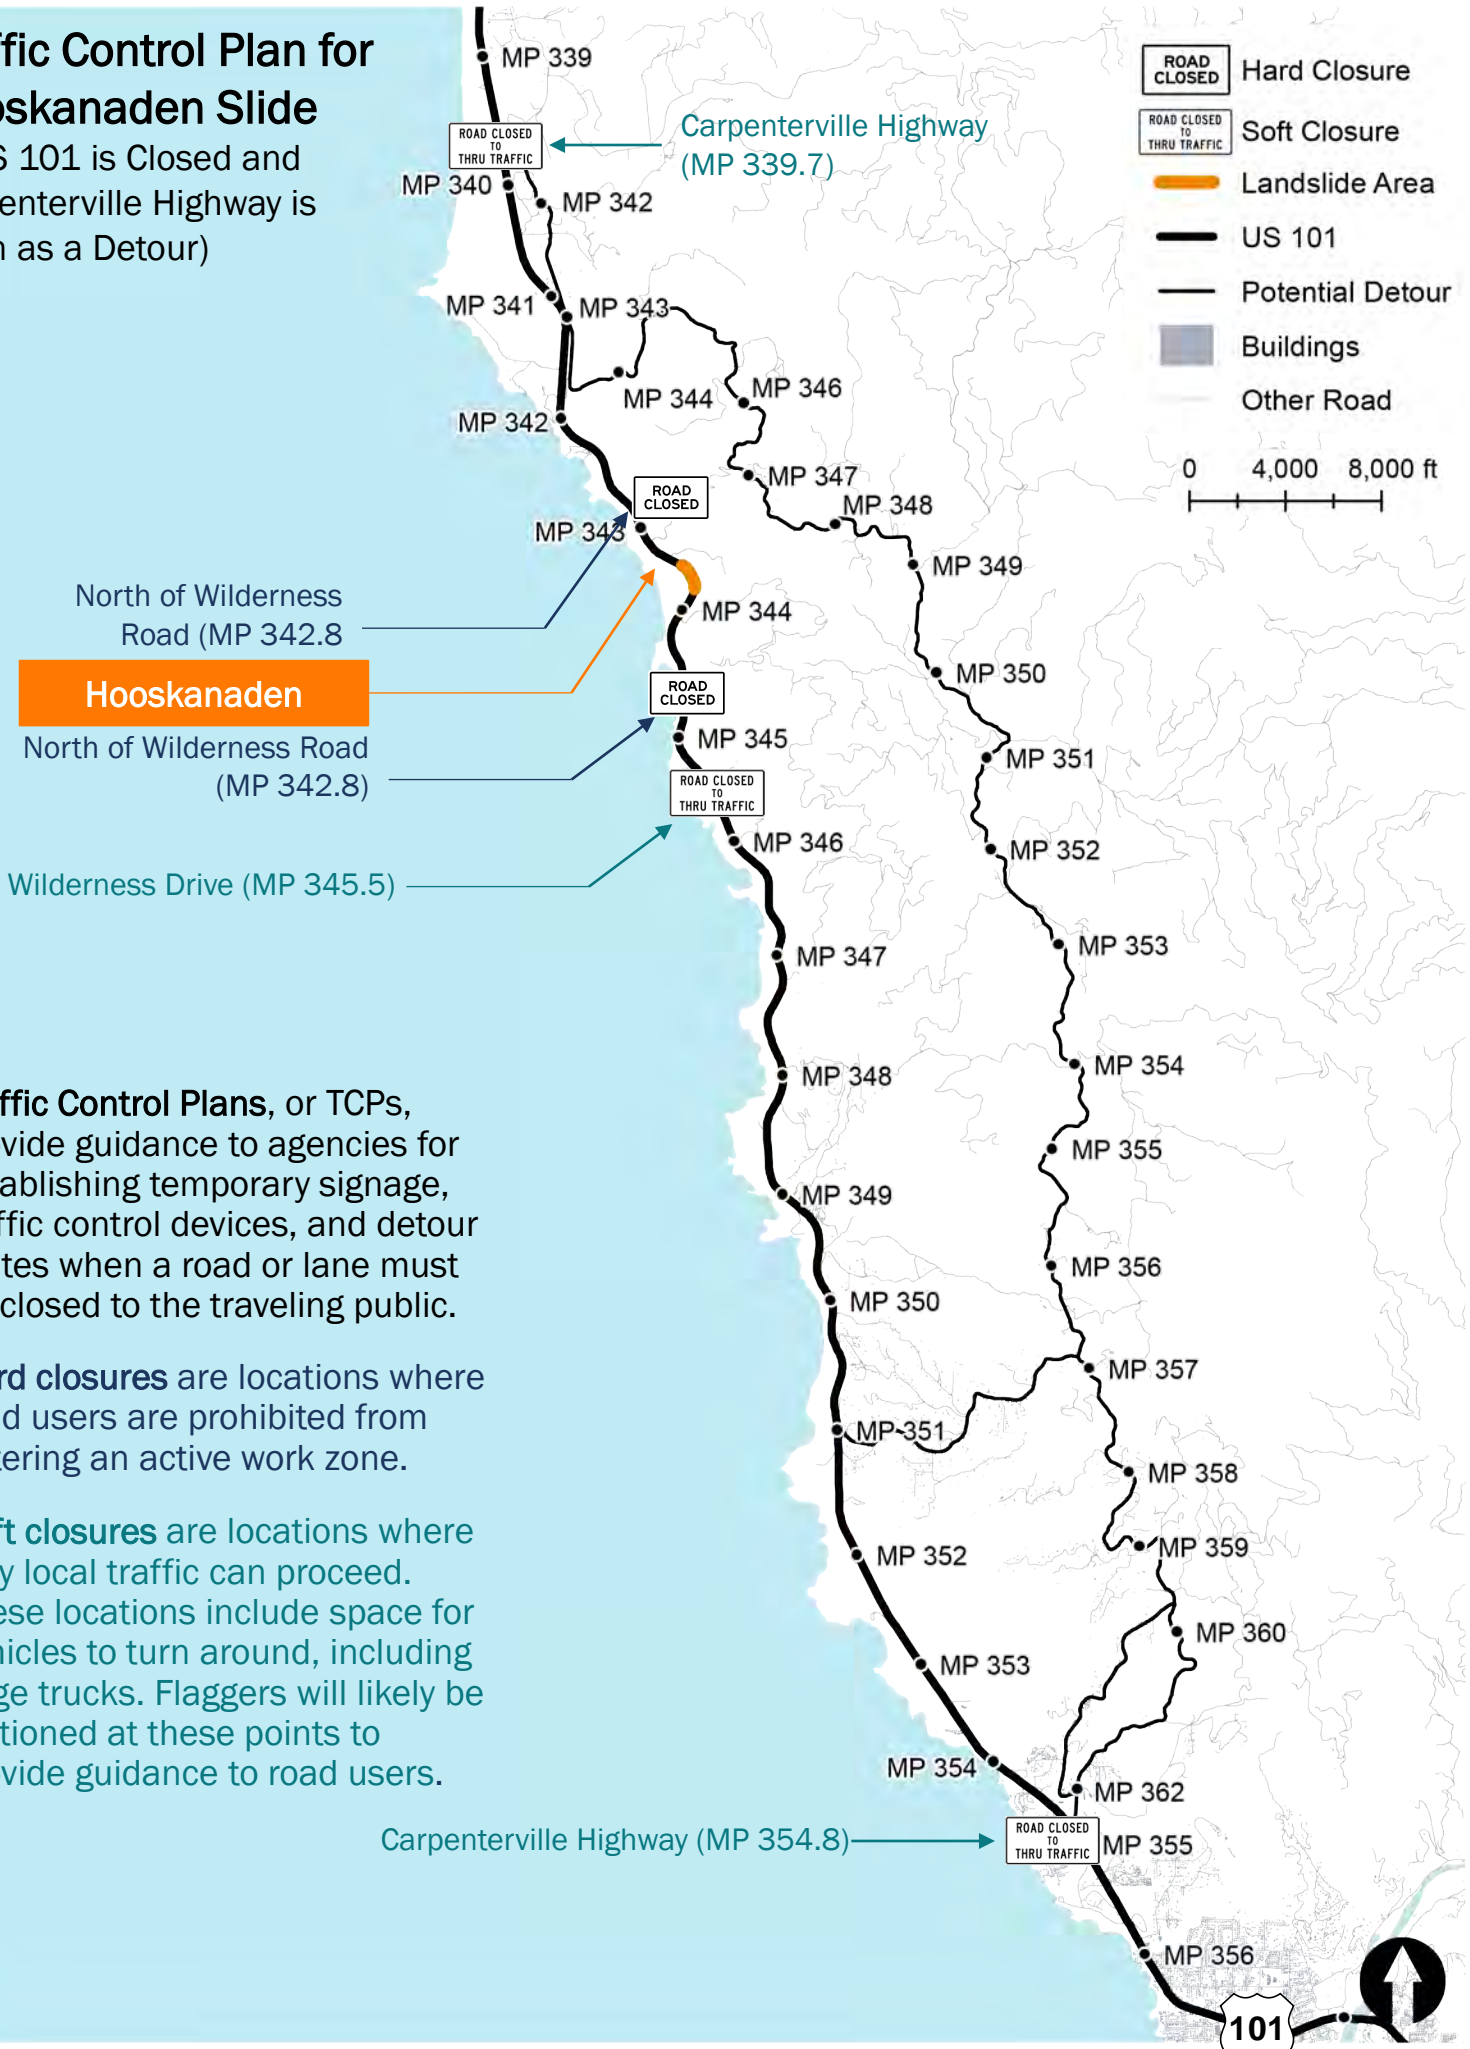 ffic Control Plan for
oskanaden Slide
S 101 is Closed and
enterville Highway is
n as a Detour)
MP 339
ROAD CLOSED
TO
THRU TRAFFIC
Carpenterville Highway
(MP 339.7)
MP 340
MP 342
MP 341
MP 343
MP 344
MP 346
MP 342
MP 347
MP 348
ROAD
CLOSED
MP 343
MP 349
North of Wilderness
Road (MP 342.8
MP 344
MP 350
Hooskanaden
ROAD
CLOSED
North of Wilderness Road
(MP 342.8)
MP 345
MP 351
ROAD CLOSED
TO
THRU TRAFFIC
MP 346
MP 352
Wilderness Drive (MP 345.5)
MP 353
MP 347
MP 354
MP 348
MP 355
MP 349
MP 356
MP 350
MP 357
MP 351
MP 358
MP 359
MP 352
MP 360
MP 353
MP 354
MP 362
Carpenterville Highway (MP 354.8)
ROAD CLOSED
TO
THRU TRAFFIC
MP 355
MP 356
101
ROAD
CLOSED
Hard Closure
ROAD CLOSED
TO
THRU TRAFFIC
Soft Closure
Landslide Area
US 101
Potential Detour
Buildings
Other Road
0 4,000 8,000 ft
ffic Control Plans, or TCPs,
vide guidance to agencies for
ablishing temporary signage,
ffic control devices, and detour
tes when a road or lane must
closed to the traveling public.
rd closures are locations where
d users are prohibited from
tering an active work zone.
ft closures are locations where
y local traffic can proceed.
ese locations include space for
hicles to turn around, including
ge trucks. Flaggers will likely be
tioned at these points to
vide guidance to road users.